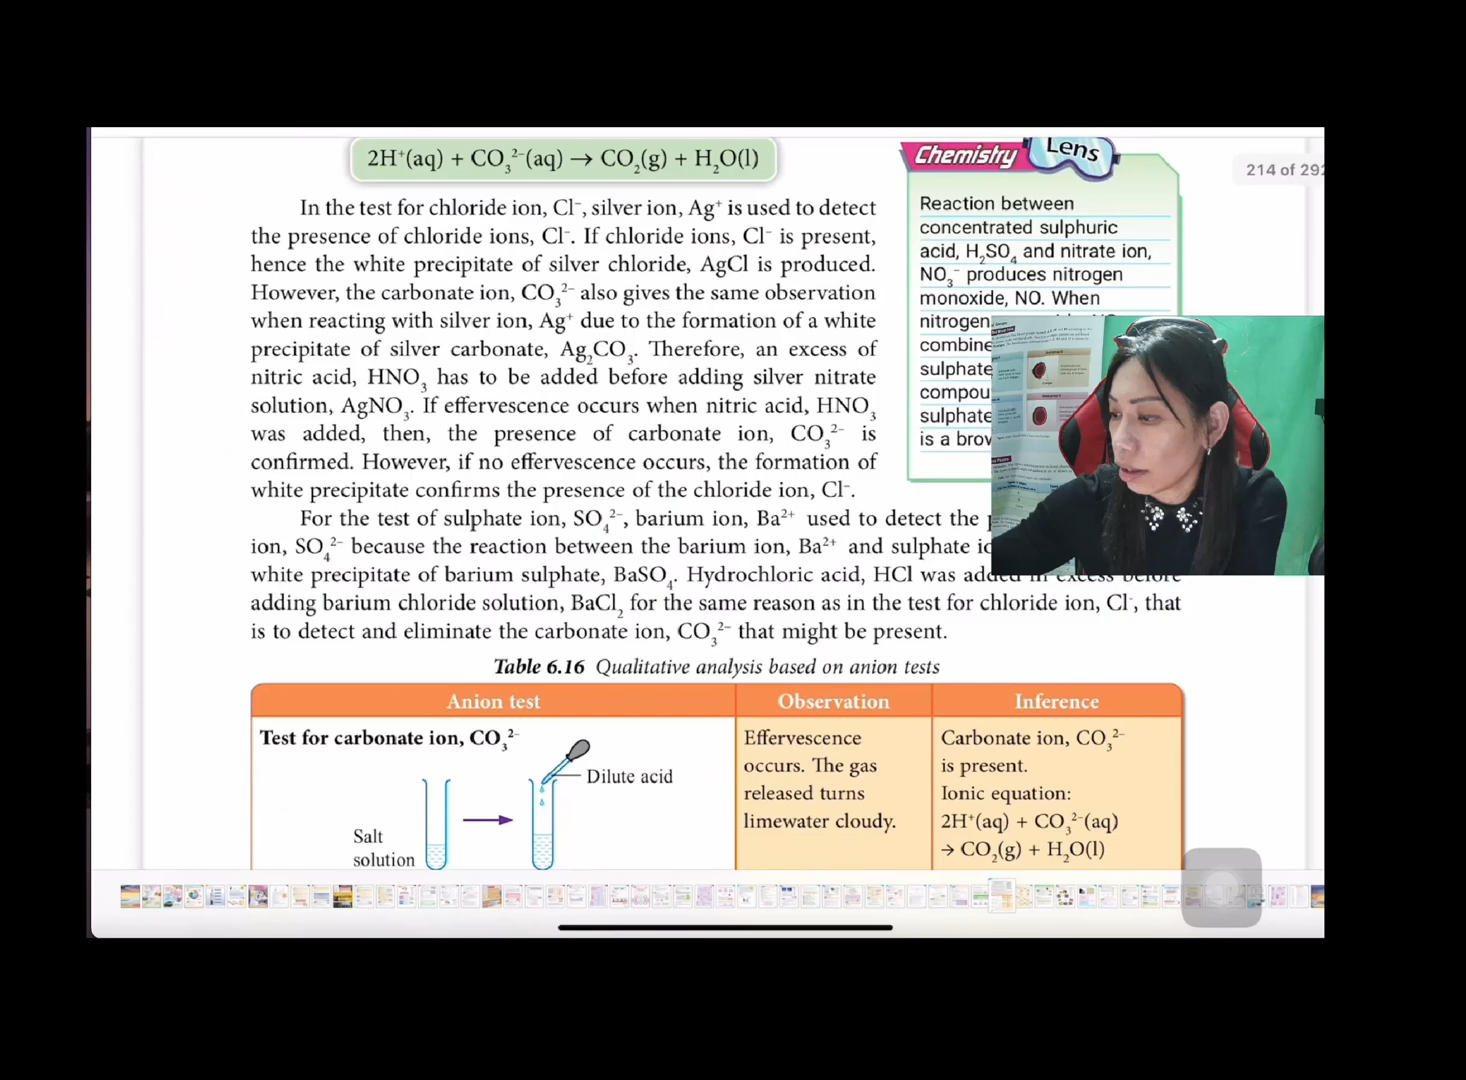 2H⁺(aq) + CO₃²⁻(aq) → CO₂(g) + H₂O(l)
In the test for chloride ion, Cl⁻, silver ion, Ag⁺ is used to detect
the presence of chloride ions, Cl⁻. If chloride ions, Cl⁻ is present,
hence the white precipitate of silver chloride, AgCl is produced.
However, the carbonate ion, CO₃²⁻ also gives the same observation
when reacting with silver ion, Ag⁺ due to the formation of a white
precipitate of silver carbonate, Ag₂CO₃. Therefore, an excess of
nitric acid, HNO₃ has to be added before adding silver nitrate
solution, AgNO₃. If effervescence occurs when nitric acid, HNO₃
was added, then, the presence of carbonate ion, CO₃²⁻ is
confirmed. However, if no effervescence occurs, the formation of
white precipitate confirms the presence of the chloride ion, Cl⁻.
Chemistry Lens
214 of 292
Reaction between
concentrated sulphuric
acid, H₂SO₄ and nitrate ion,
NO₃⁻ produces nitrogen
monoxide, NO. When
nitrogen
combine
sulphate
compou
sulphate
is a brow
For the test of sulphate ion, SO₄²⁻, barium ion, Ba²⁺ used to detect the
ion, SO₄²⁻ because the reaction between the barium ion, Ba²⁺ and sulphate
white precipitate of barium sulphate, BaSO₄. Hydrochloric acid, HCl was added in excess before
adding barium chloride solution, BaCl₂ for the same reason as in the test for chloride ion, Cl⁻, that
is to detect and eliminate the carbonate ion, CO₃²⁻ that might be present.
Table 6.16 Qualitative analysis based on anion tests
Anion test Observation Inference
Test for carbonate ion, CO₃²⁻
Dilute acid
Salt
solution
Effervescence
occurs. The gas
released turns
limewater cloudy.
Carbonate ion, CO₃²⁻
is present.
Ionic equation:
2H⁺(aq) + CO₃²⁻(aq)
→ CO₂(g) + H₂O(l)